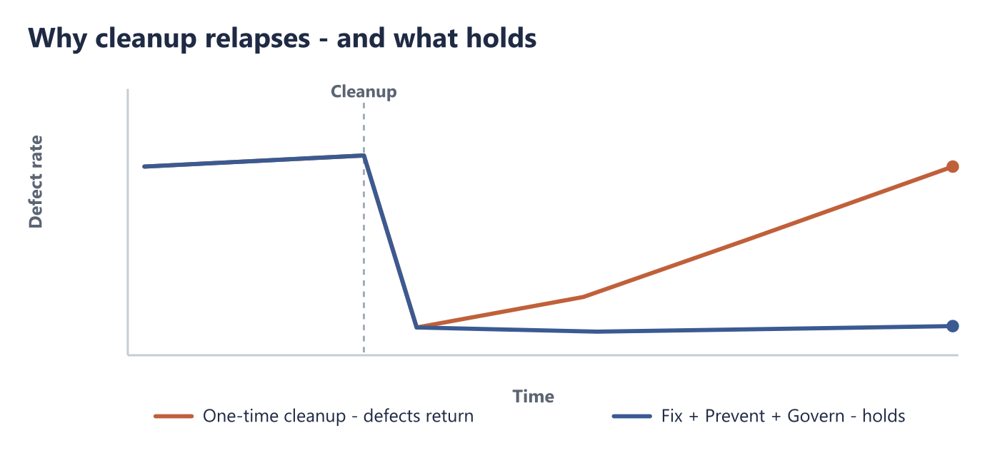 Why cleanup relapses - and what holds
Cleanup
Defect rate
Time
One-time cleanup - defects return
Fix + Prevent + Govern - holds